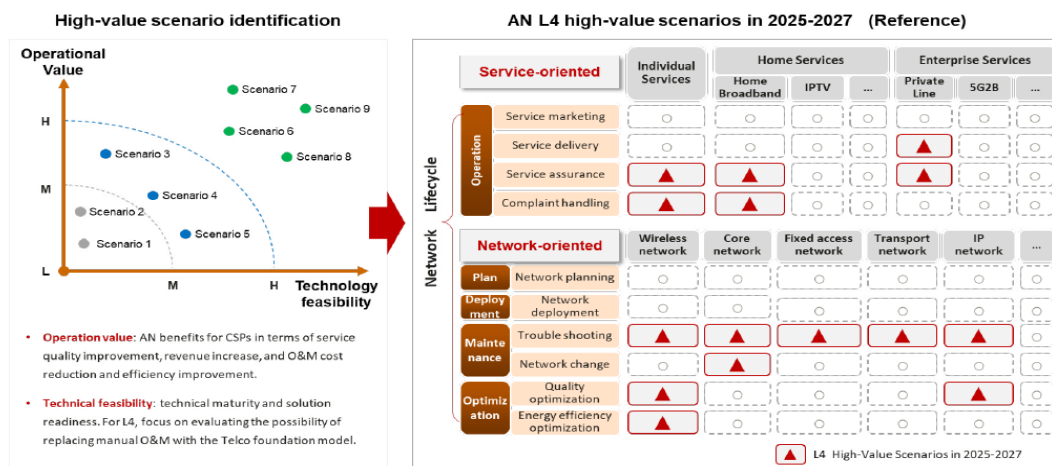 High-value scenario identification
Operational
Value
H
M
L
M
H
Technology
feasibility
Scenario 7
Scenario 9
Scenario 6
Scenario 8
Scenario 3
Scenario 4
Scenario 2
Scenario 5
Scenario 1
• Operation value: AN benefits for CSPs in terms of service
quality improvement, revenue increase, and O&M cost
reduction and efficiency improvement.
• Technical feasibility: technical maturity and solution
readiness. For L4, focus on evaluating the possibility of
replacing manual O&M with the Telco foundation model.
AN L4 high-value scenarios in 2025-2027 (Reference)
Network Lifecycle
Service-oriented
Individual
Services
Home Services
Enterprise Services
Home
Broadband
IPTV
...
Private
Line
5G2B
...
Operation
Service marketing
Service delivery
Service assurance
Complaint handling
Network-oriented
Wireless
network
Core
network
Fixed access
network
Transport
network
IP
network
...
Plan
Network planning
Deploy
ment
Network
deployment
Mainte
nance
Trouble shooting
Network change
Optimiz
ation
Quality
optimization
Energy efficiency
optimization
L4 High-Value Scenarios in 2025-2027